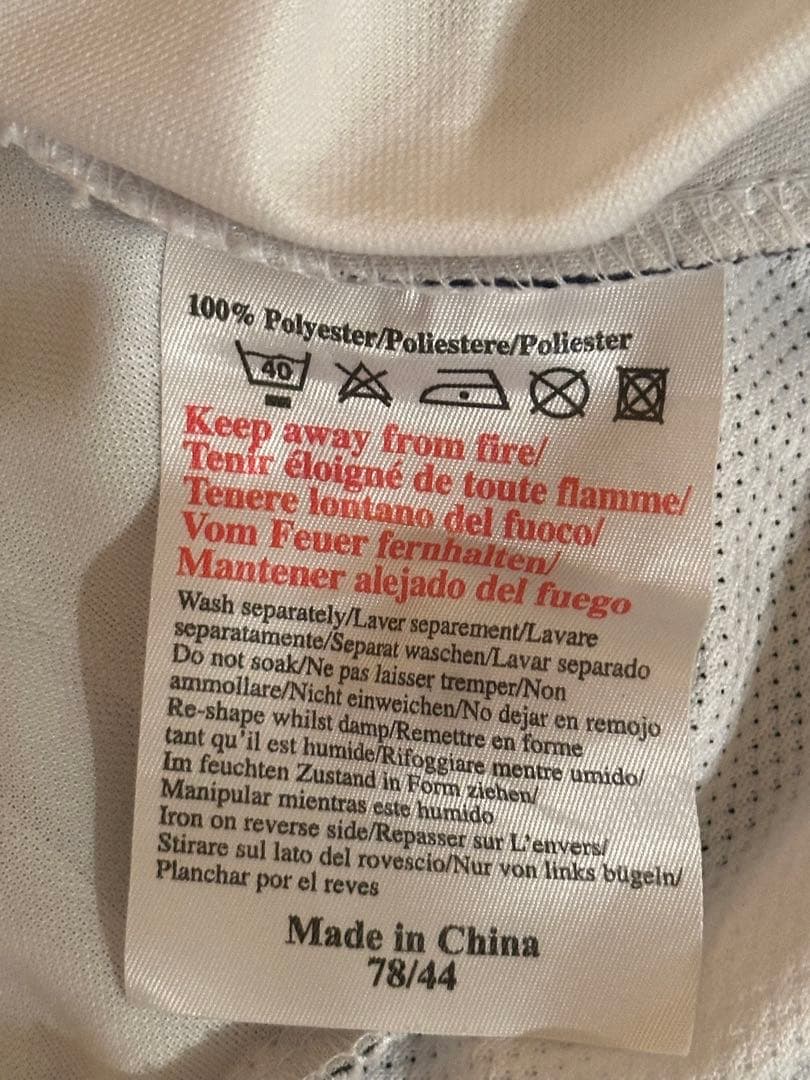 100% Polyester/Poliestere/Poliester
40
Keep away from fire/
Tenir éloigné de toute flamme/
Tenere lontano del fuoco/
Vom Feuer fernhalten/
Mantener alejado del fuego
Wash separately/Laver separement/Lavare
separatamente/Separat waschen/Lavar separado
Do not soak/Ne pas laisser tremper/Non
ammollare/Nicht einweichen/No dejar en remojo
Re-shape whilst damp/Remettre en forme
tant qu'il est humide/Rifoggiare mentre umido/
Im feuchten Zustand in Form ziehen/
Manipular mientras este humido
Iron on reverse side/Repasser sur L'envers/
Stirare sul lato del rovescio/Nur von links bügeln/
Planchar por el reves
Made in China
78/44